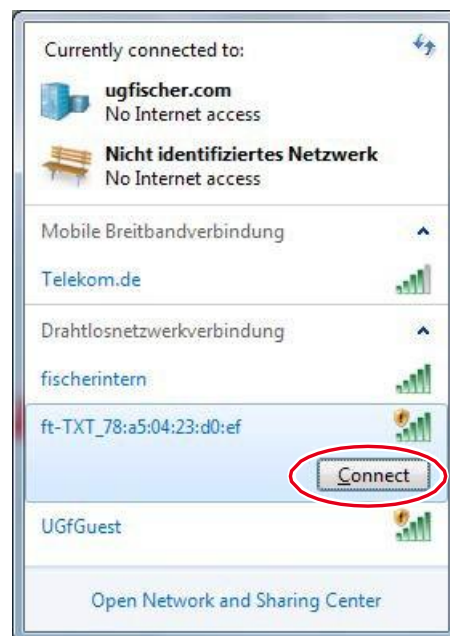 Currently connected to:
ugfischer.com
No Internet access
Nicht identifiziertes Netzwerk
No Internet access
Mobile Breitbandverbindung
Telekom.de
Drahtlosnetzwerkverbindung
fischerintern
ft-TXT_78:a5:04:23:d0:ef
Connect
UGfGuest
Open Network and Sharing Center